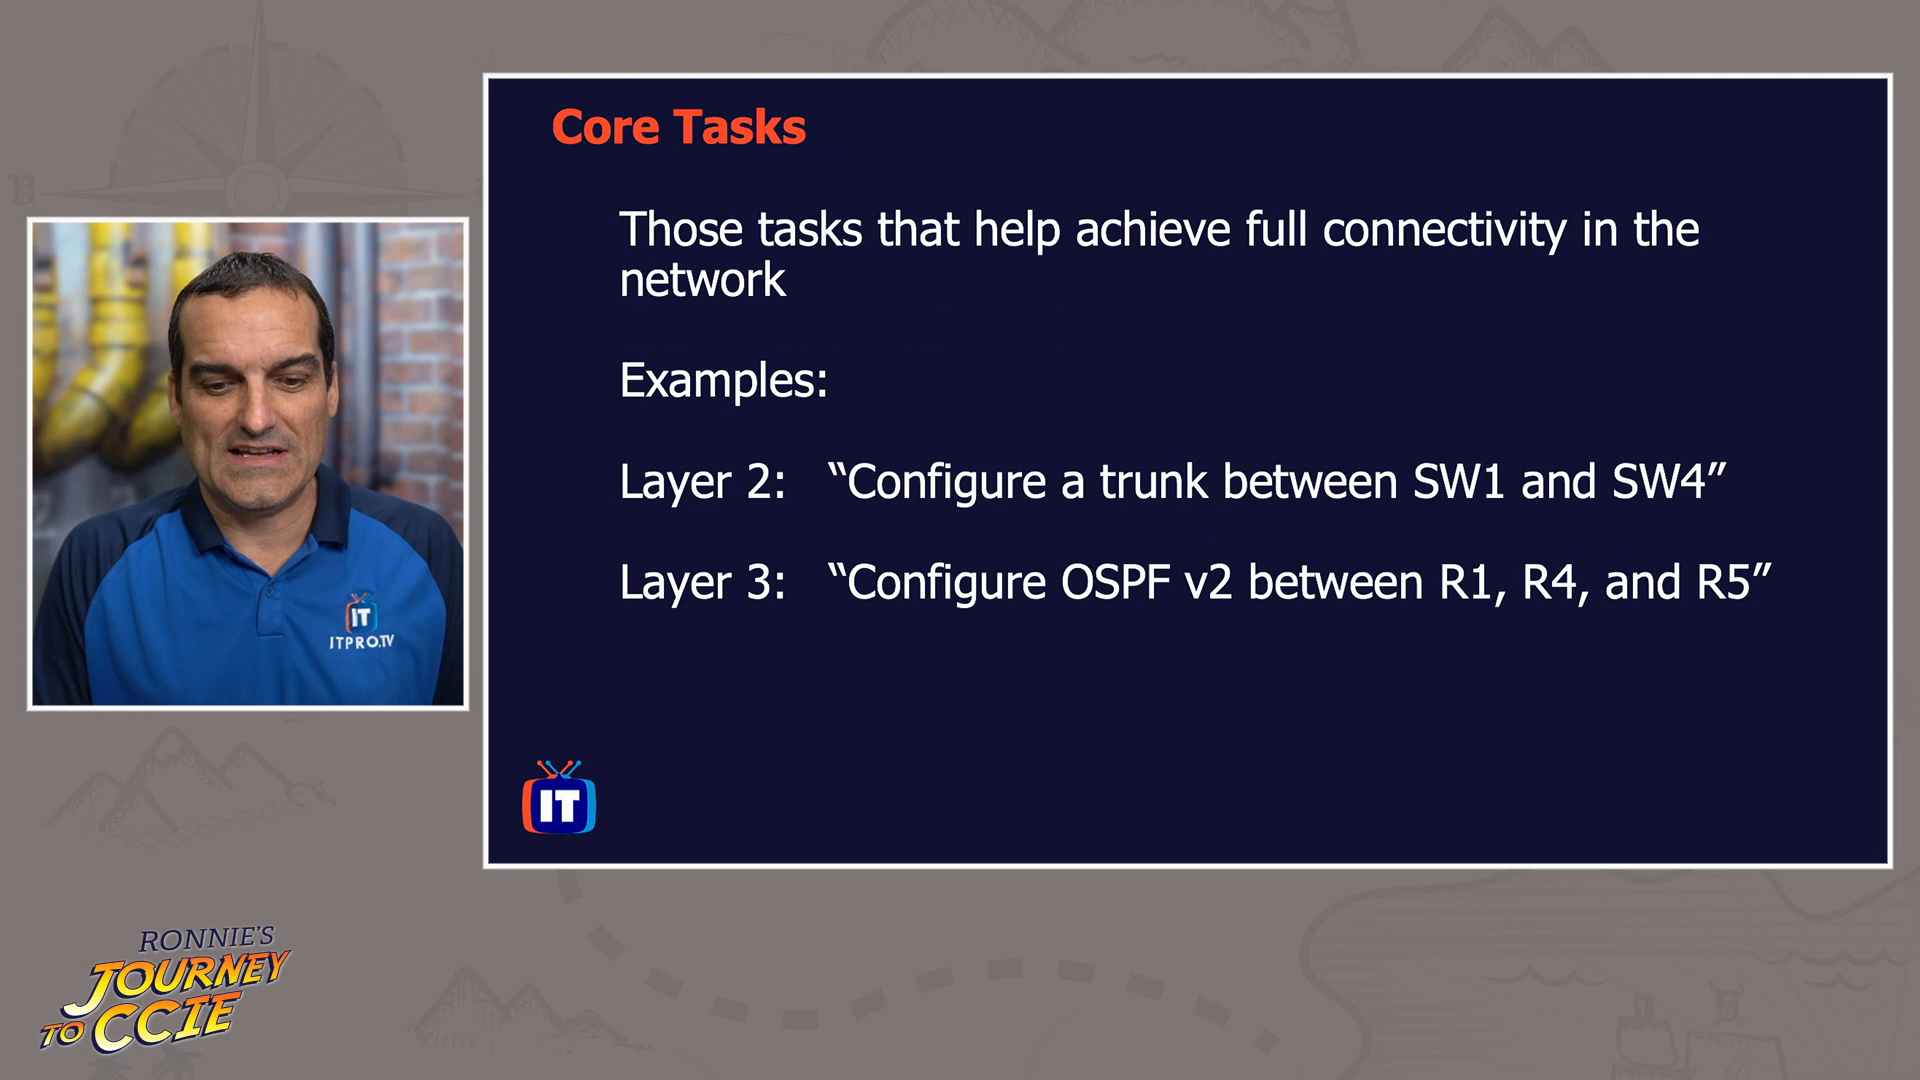 Core Tasks
Those tasks that help achieve full connectivity in the
network
Examples:
Layer 2: “Configure a trunk between SW1 and SW4”
Layer 3: “Configure OSPF v2 between R1, R4, and R5”
IT
ITPRO.TV
IT
RONNIE'S
JOURNEY
TO CCIE